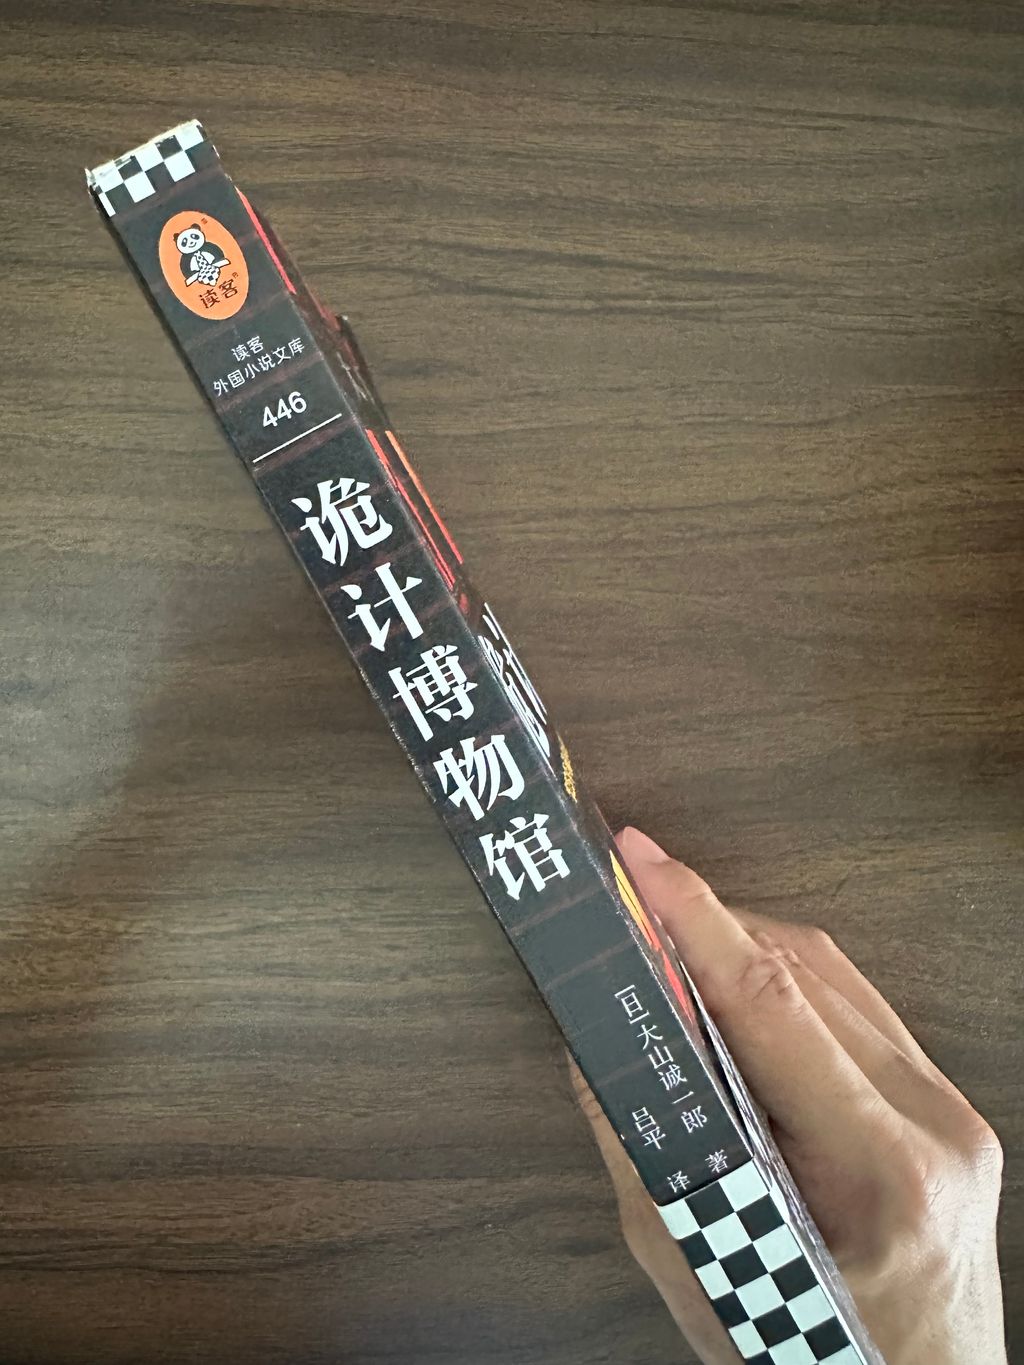 读客
读客
外国小说文库
446
诡计博物馆
[日]大山诚一郎 著
吕平 译